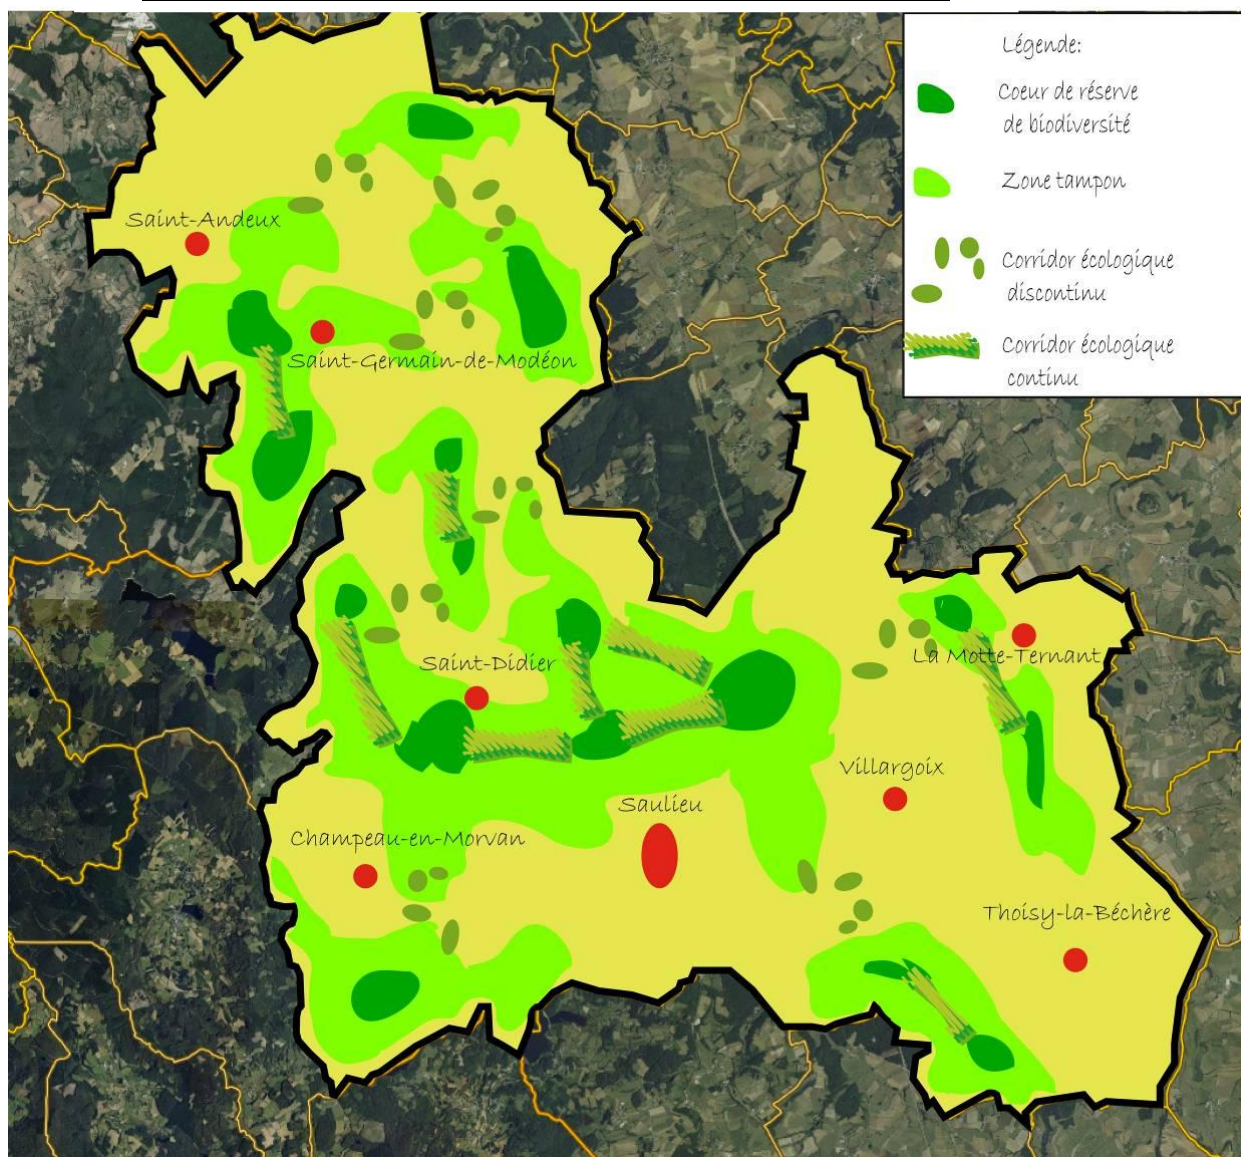 Légende:
Coeur de réserve
de biodiversité
Zone tampon
Corridor écologique
discontinu
Corridor écologique
continu
Saint-Andeux
Saint-Germain-de-Modéon
Saint-Didier
La Motte-Ternant
Villargoix
Saulieu
Champeau-en-Morvan
Thoisy-la-Béchère